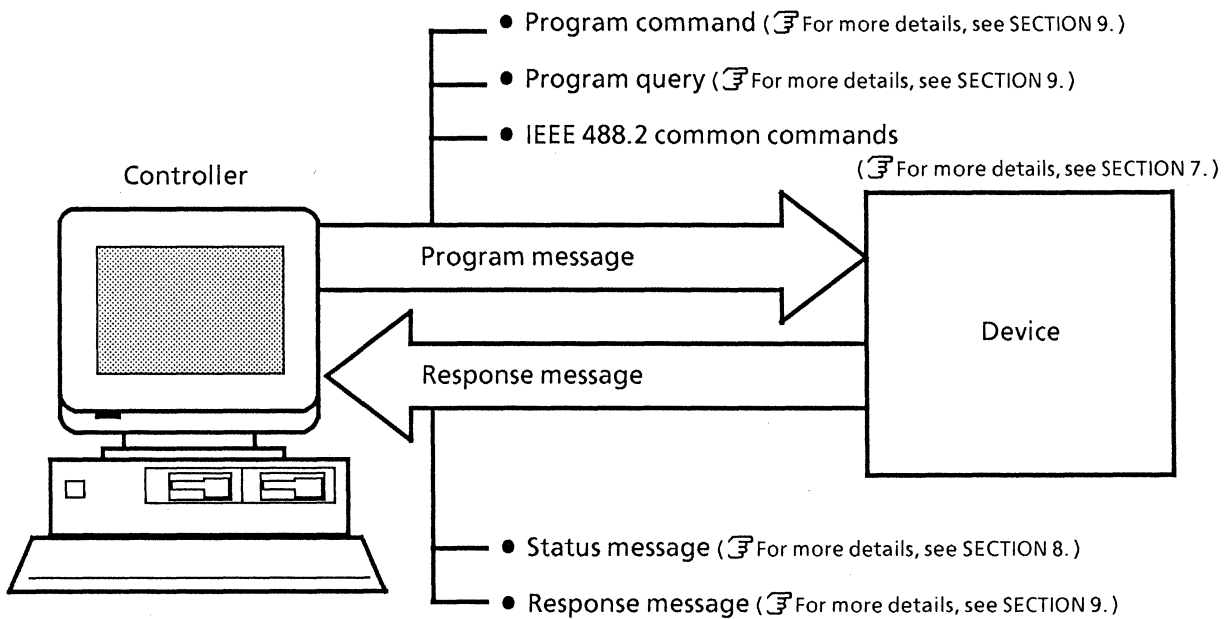 ● Program command (☞ For more details, see SECTION 9.)
● Program query (☞ For more details, see SECTION 9.)
● IEEE 488.2 common commands
(☞ For more details, see SECTION 7.)
Controller
Program message
Device
Response message
● Status message (☞ For more details, see SECTION 8.)
● Response message (☞ For more details, see SECTION 9.)